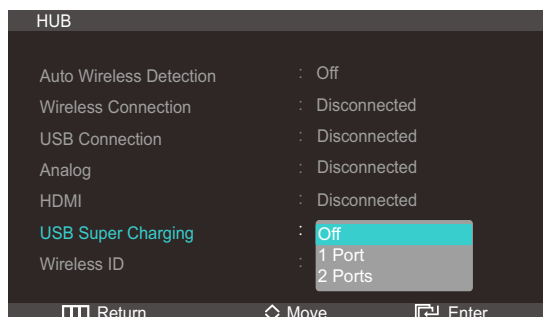 HUB
Auto Wireless Detection : Off
Wireless Connection : Disconnected
USB Connection : Disconnected
Analog : Disconnected
HDMI : Disconnected
USB Super Charging : Off
1 Port
Wireless ID :
2 Ports
Return Move Enter